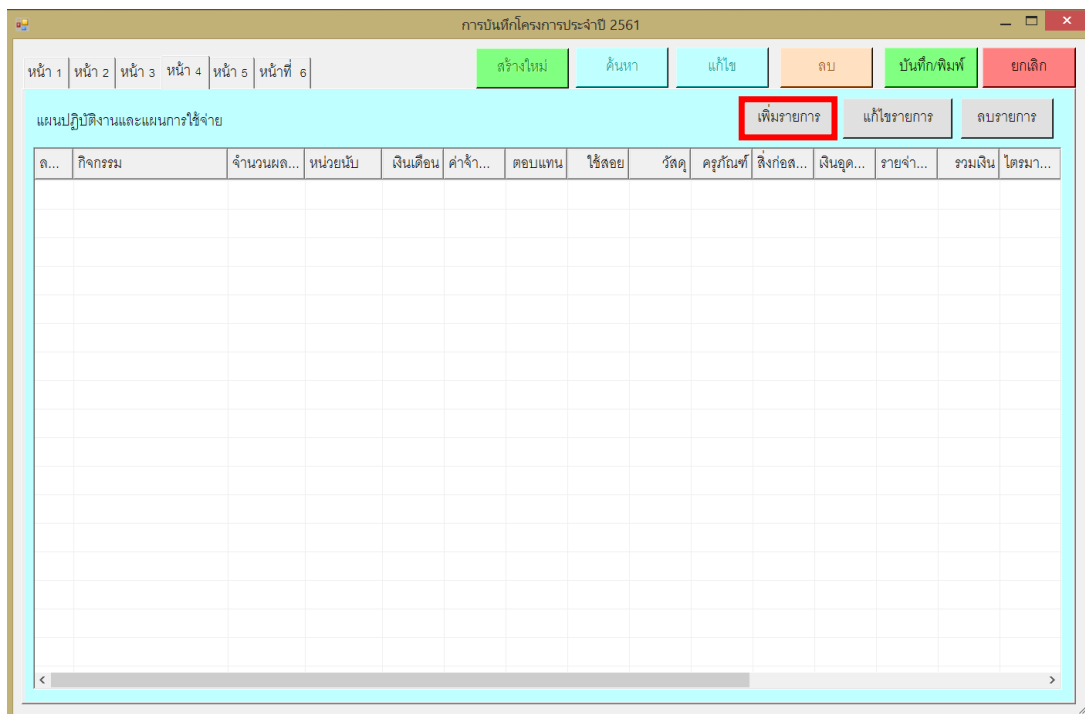 การบันทึกโครงการประจำปี 2561
หน้า 1 หน้า 2 หน้า 3 หน้า 4 หน้า 5 หน้าที่ 6 สร้างใหม่ ค้นหา แก้ไข ลบ บันทึก/พิมพ์ ยกเลิก
แผนปฏิบัติงานและแผนการใช้จ่าย เพิ่มรายการ แก้ไขรายการ ลบรายการ
ล... กิจกรรม จำนวนผล... หน่วยนับ เงินเดือน ค่าจ้า... ตอบแทน ใช้สอย วัสดุ ครุภัณฑ์ สิ่งก่อส... เงินอุด... รายจ่า... รวมเงิน ไตรมา...